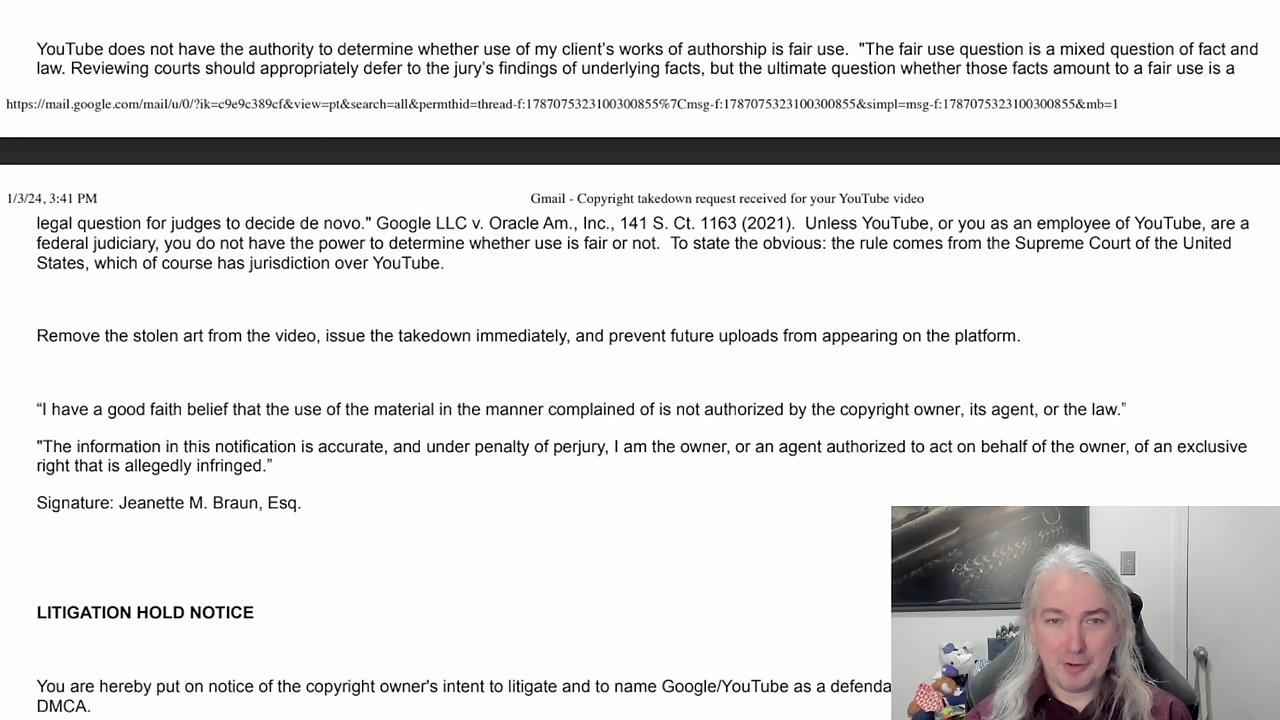 YouTube does not have the authority to determine whether use of my client’s works of authorship is fair use.  "The fair use question is a mixed question of fact and
law. Reviewing courts should appropriately defer to the jury’s findings of underlying facts, but the ultimate question whether those facts amount to a fair use is a
https://mail.google.com/mail/u/0/?ik=c9e9c389cf&view=pt&search=all&permthid=thread-f:1787075323100300855%7Cmsg-f:1787075323100300855&simpl=msg-f:1787075323100300855&mb=1
1/3/24, 3:41 PM
Gmail - Copyright takedown request received for your YouTube video
legal question for judges to decide de novo." Google LLC v. Oracle Am., Inc., 141 S. Ct. 1163 (2021).  Unless YouTube, or you as an employee of YouTube, are a
federal judiciary, you do not have the power to determine whether use is fair or not.  To state the obvious: the rule comes from the Supreme Court of the United
States, which of course has jurisdiction over YouTube.
Remove the stolen art from the video, issue the takedown immediately, and prevent future uploads from appearing on the platform.
“I have a good faith belief that the use of the material in the manner complained of is not authorized by the copyright owner, its agent, or the law.”
"The information in this notification is accurate, and under penalty of perjury, I am the owner, or an agent authorized to act on behalf of the owner, of an exclusive
right that is allegedly infringed.”
Signature: Jeanette M. Braun, Esq.
LITIGATION HOLD NOTICE
You are hereby put on notice of the copyright owner's intent to litigate and to name Google/YouTube as a defenda
DMCA.